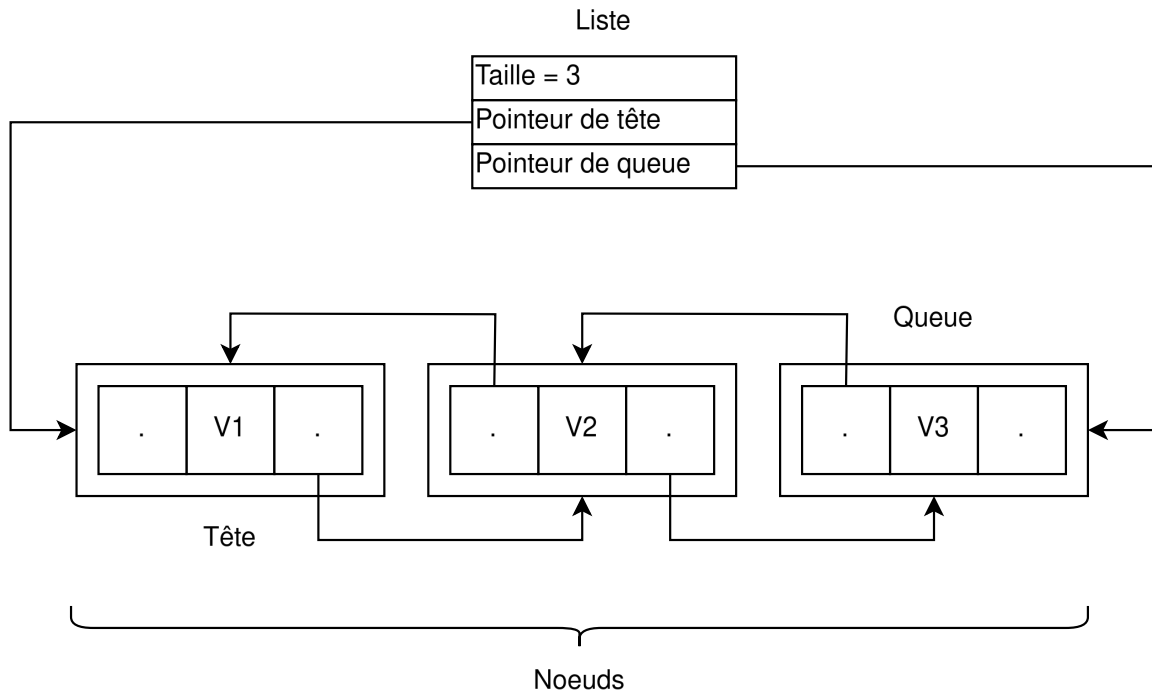 Liste
Taille = 3
Pointeur de tête
Pointeur de queue
Queue
. V1 .
. V2 .
. V3 .
Tête
Noeuds